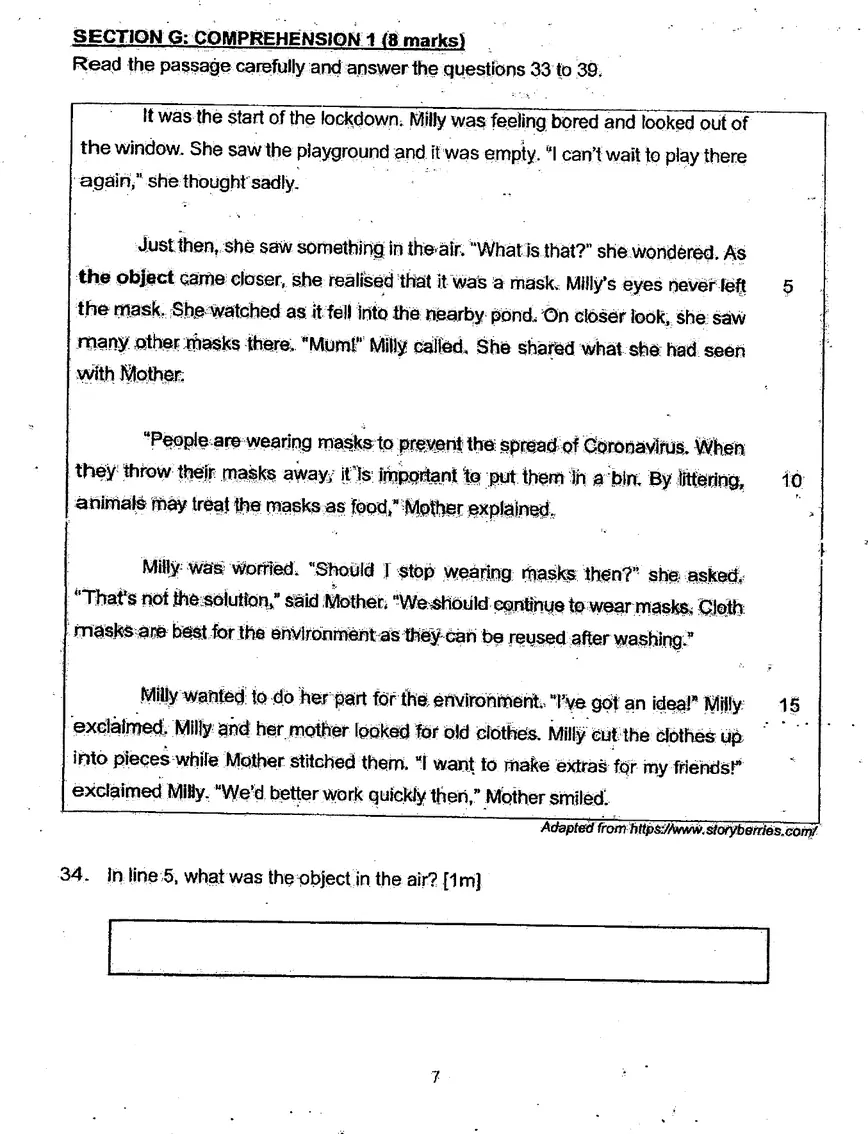 SECTION G: COMPREHENSION 1 (8 marks)
Read the passage carefully and answer the questions 33 to 39.
It was the start of the lockdown. Milly was feeling bored and looked out of
the window. She saw the playground and it was empty. "I can't wait to play there
again," she thought sadly.
Just then, she saw something in the air. "What is that?" she wondered. As
the object came closer, she realised that it was a mask. Milly's eyes never left 5
the mask. She watched as it fell into the nearby pond. On closer look, she saw
many other masks there. "Mum!" Milly called. She shared what she had seen
with Mother.
"People are wearing masks to prevent the spread of Coronavirus. When
they throw their masks away, it is important to put them in a bin. By littering, 10
animals may treat the masks as food," Mother explained.
Milly was worried. "Should I stop wearing masks then?" she asked.
"That's not the solution," said Mother. "We should continue to wear masks. Cloth
masks are best for the environment as they can be reused after washing."
Milly wanted to do her part for the environment. "I've got an idea!" Milly 15
exclaimed. Milly and her mother looked for old clothes. Milly cut the clothes up
into pieces while Mother stitched them. "I want to make extras for my friends!"
exclaimed Milly. "We'd better work quickly then," Mother smiled.
Adapted from https://www.storyberries.com/
34. In line 5, what was the object in the air? [1m]
7